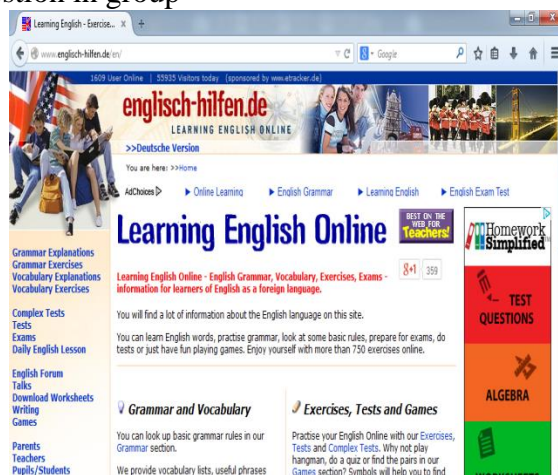 stion in group
Learning English - Exercise... ×
www.englisch-hilfen.de/en/
Google
1609 User Online | 55935 Visitors today (sponsored by www.etracker.de)
englisch-hilfen.de
LEARNING ENGLISH ONLINE
>>Deutsche Version
You are here: >>Home
AdChoices
Online Learning
English Grammar
Learning English
English Exam Test
Learning English Online
BEST ON THE WEB FOR
Teachers!
Homework
Simplified
Learning English Online - English Grammar, Vocabulary, Exercises, Exams -
information for learners of English as a foreign language.
+1 359
You will find a lot of information about the English language on this site.
You can learn English words, practise grammar, look at some basic rules, prepare for exams, do
tests or just have fun playing games. Enjoy yourself with more than 750 exercises online.
Grammar Explanations
Grammar Exercises
Vocabulary Explanations
Vocabulary Exercises
Complex Tests
Tests
Exams
Daily English Lesson
English Forum
Talks
Download Worksheets
Writing
Games
Parents
Teachers
Pupils/Students
Grammar and Vocabulary
You can look up basic grammar rules in our
Grammar section.
We provide vocabulary lists, useful phrases
Exercises, Tests and Games
Practise your English Online with our Exercises,
Tests and Complex Tests. Why not play
hangman, do a quiz or find the pairs in our
Games section? Symbols will help you to find
TEST
QUESTIONS
ALGEBRA